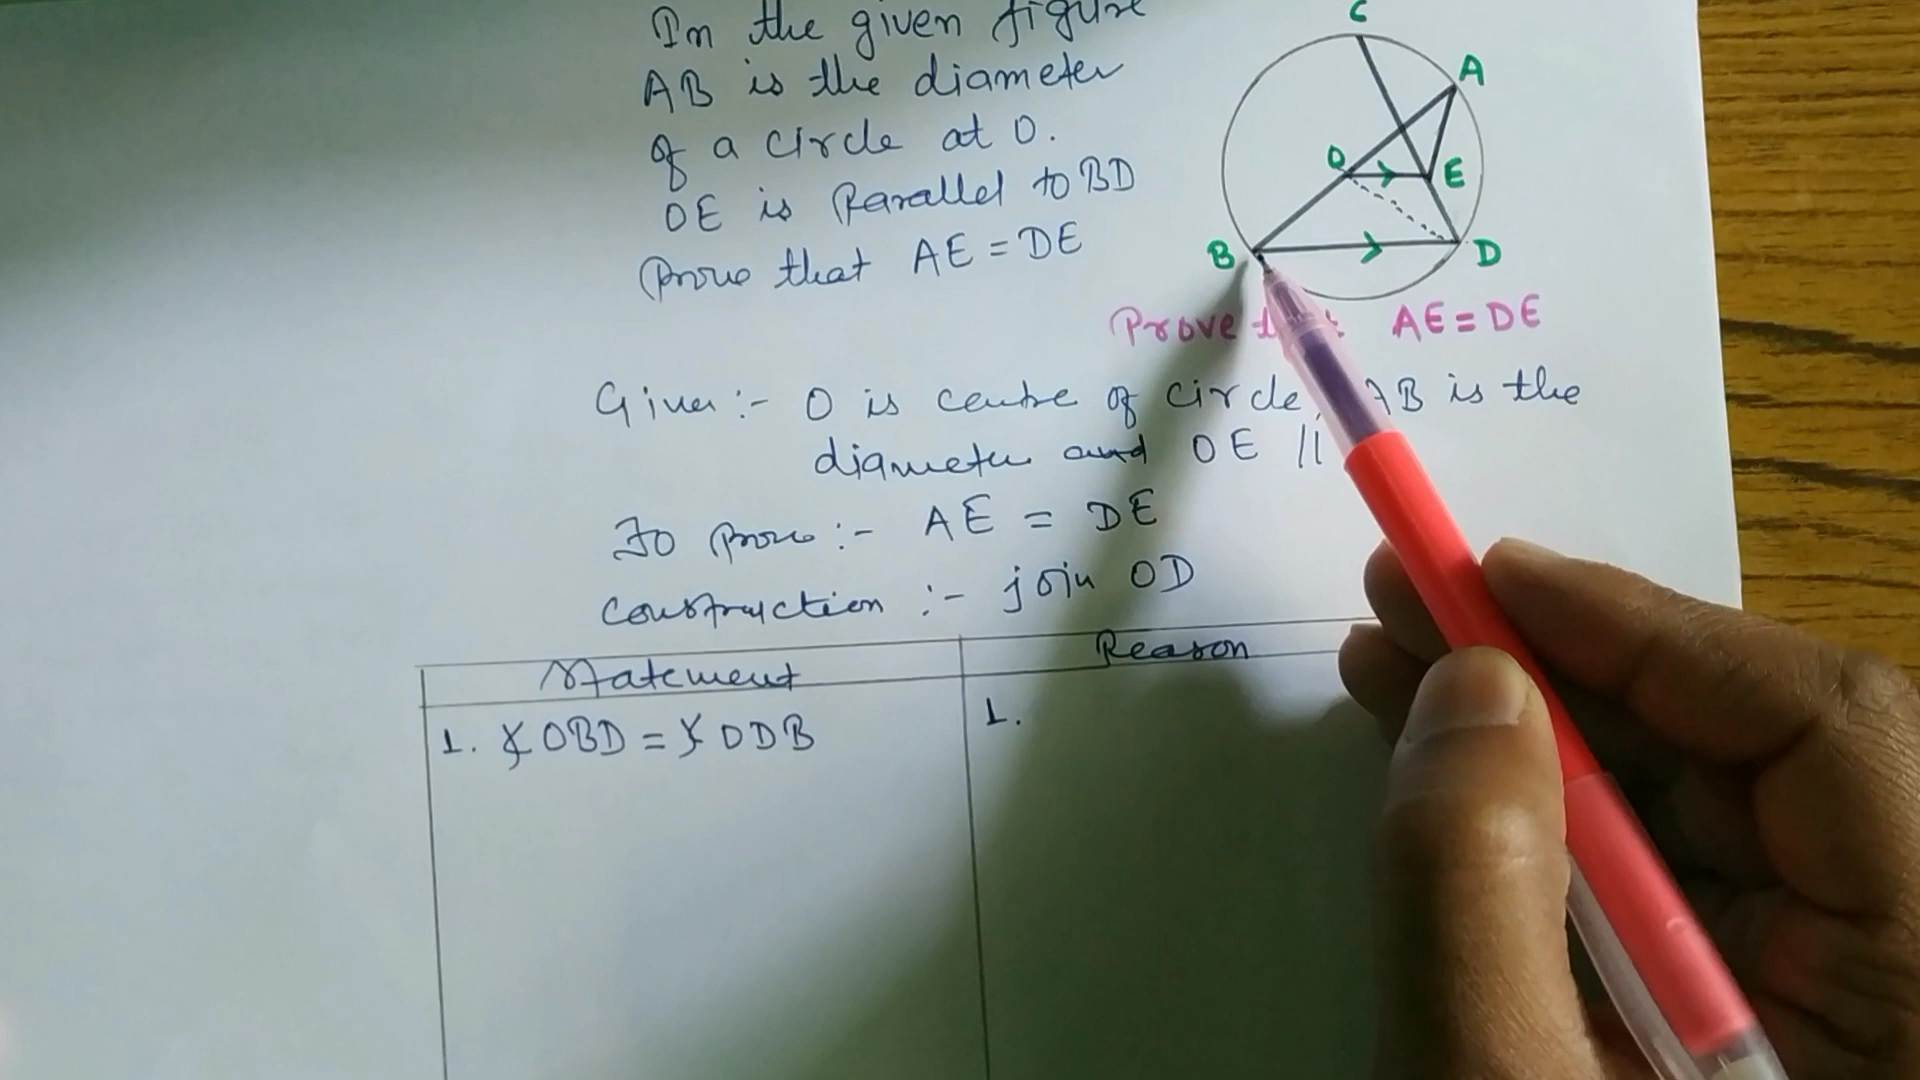 In the given figure
AB is the diameter
of a circle at O.
OE is Parallel to BD
Prove that AE = DE
C
A
O
E
B
D
Prove AE = DE
Given :- O is centre of circle, AB is the
diameter and OE //
To prove :- AE = DE
Construction :- join OD
Statement
Reason
1. ∠OBD = ∠ODB
1.